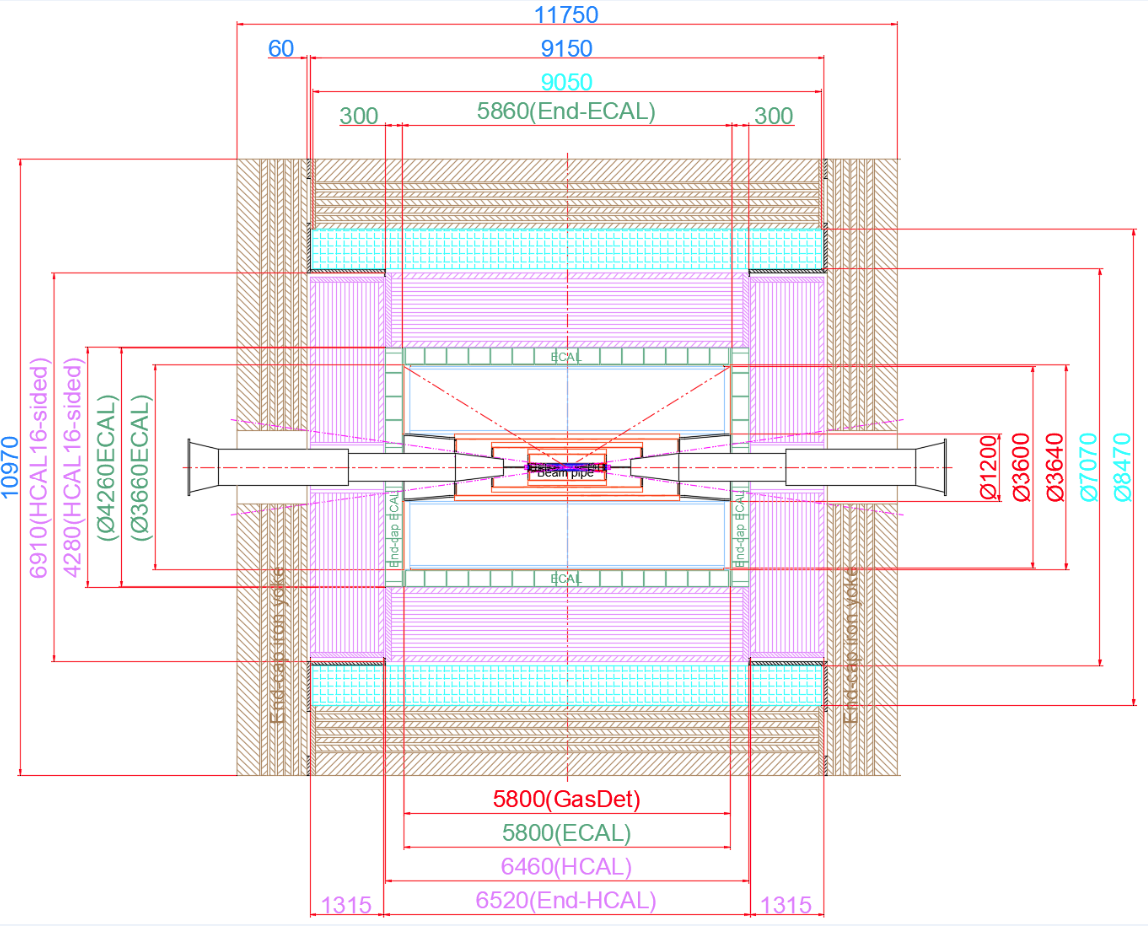 11750
60
9150
9050
300
5860(End-ECAL)
300
ECAL
Beam pipe
ECAL
End-cap ECAL
End-cap ECAL
End-cap iron yoke
End-cap iron yoke
10970
6910(HCAL16-sided)
4280(HCAL16-sided)
(Ø4260ECAL)
(Ø3660ECAL)
Ø1200
Ø3600
Ø3640
Ø7070
Ø8470
5800(GasDet)
5800(ECAL)
6460(HCAL)
1315
6520(End-HCAL)
1315